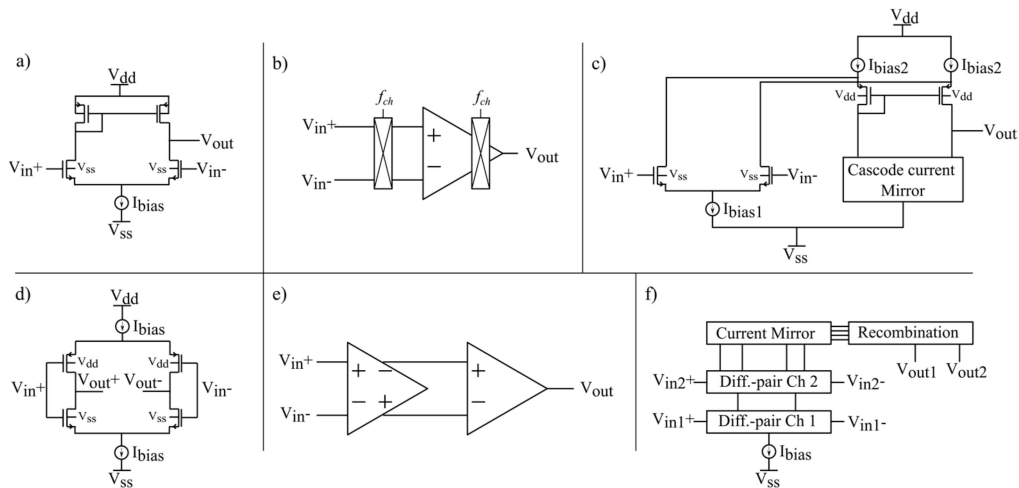 a)
Vdd
Vout
Vin+
Vss
Vss
Vin-
Ibias
Vss
b)
fch
fch
Vin+
+
−
Vin-
Vout
c)
Vdd
Ibias2
Ibias2
Vdd
Vdd
Vout
Vin+
Vss
Vss
Vin-
Cascode current
Mirror
Ibias1
Vss
d)
Vdd
Ibias
Vdd
Vdd
Vin+
Vout+
Vout-
Vin-
Vss
Vss
Ibias
Vss
e)
Vin+
+ −
+
Vin-
− +
−
Vout
f)
Current Mirror
Recombination
Vout1
Vout2
Vin2+
Diff.-pair Ch 2
Vin2-
Vin1+
Diff.-pair Ch 1
Vin1-
Ibias
Vss